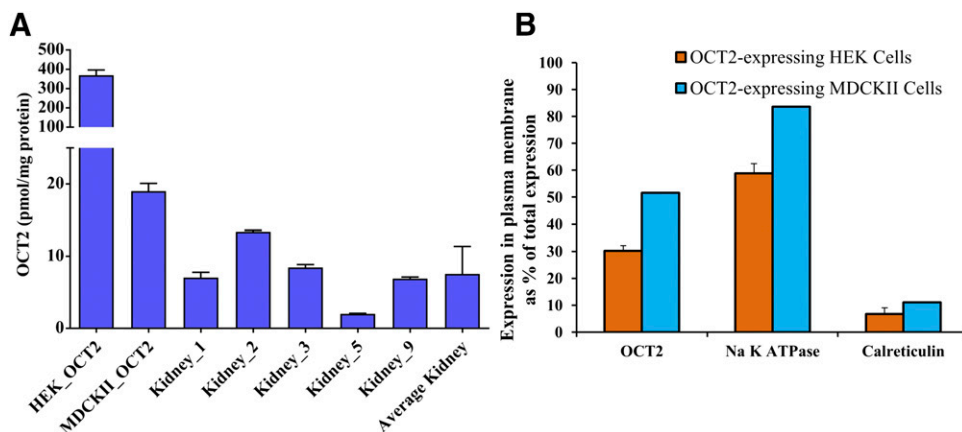 A
OCT2 (pmol/mg protein)
500
400
300
200
100
20
10
0
HEK_OCT2
MDCKII_OCT2
Kidney_1
Kidney_2
Kidney_3
Kidney_5
Kidney_9
Average Kidney
B
OCT2-expressing HEK Cells
OCT2-expressing MDCKII Cells
Expression in plasma membrane
as % of total expression
100
90
80
70
60
50
40
30
20
10
0
OCT2
Na K ATPase
Calreticulin